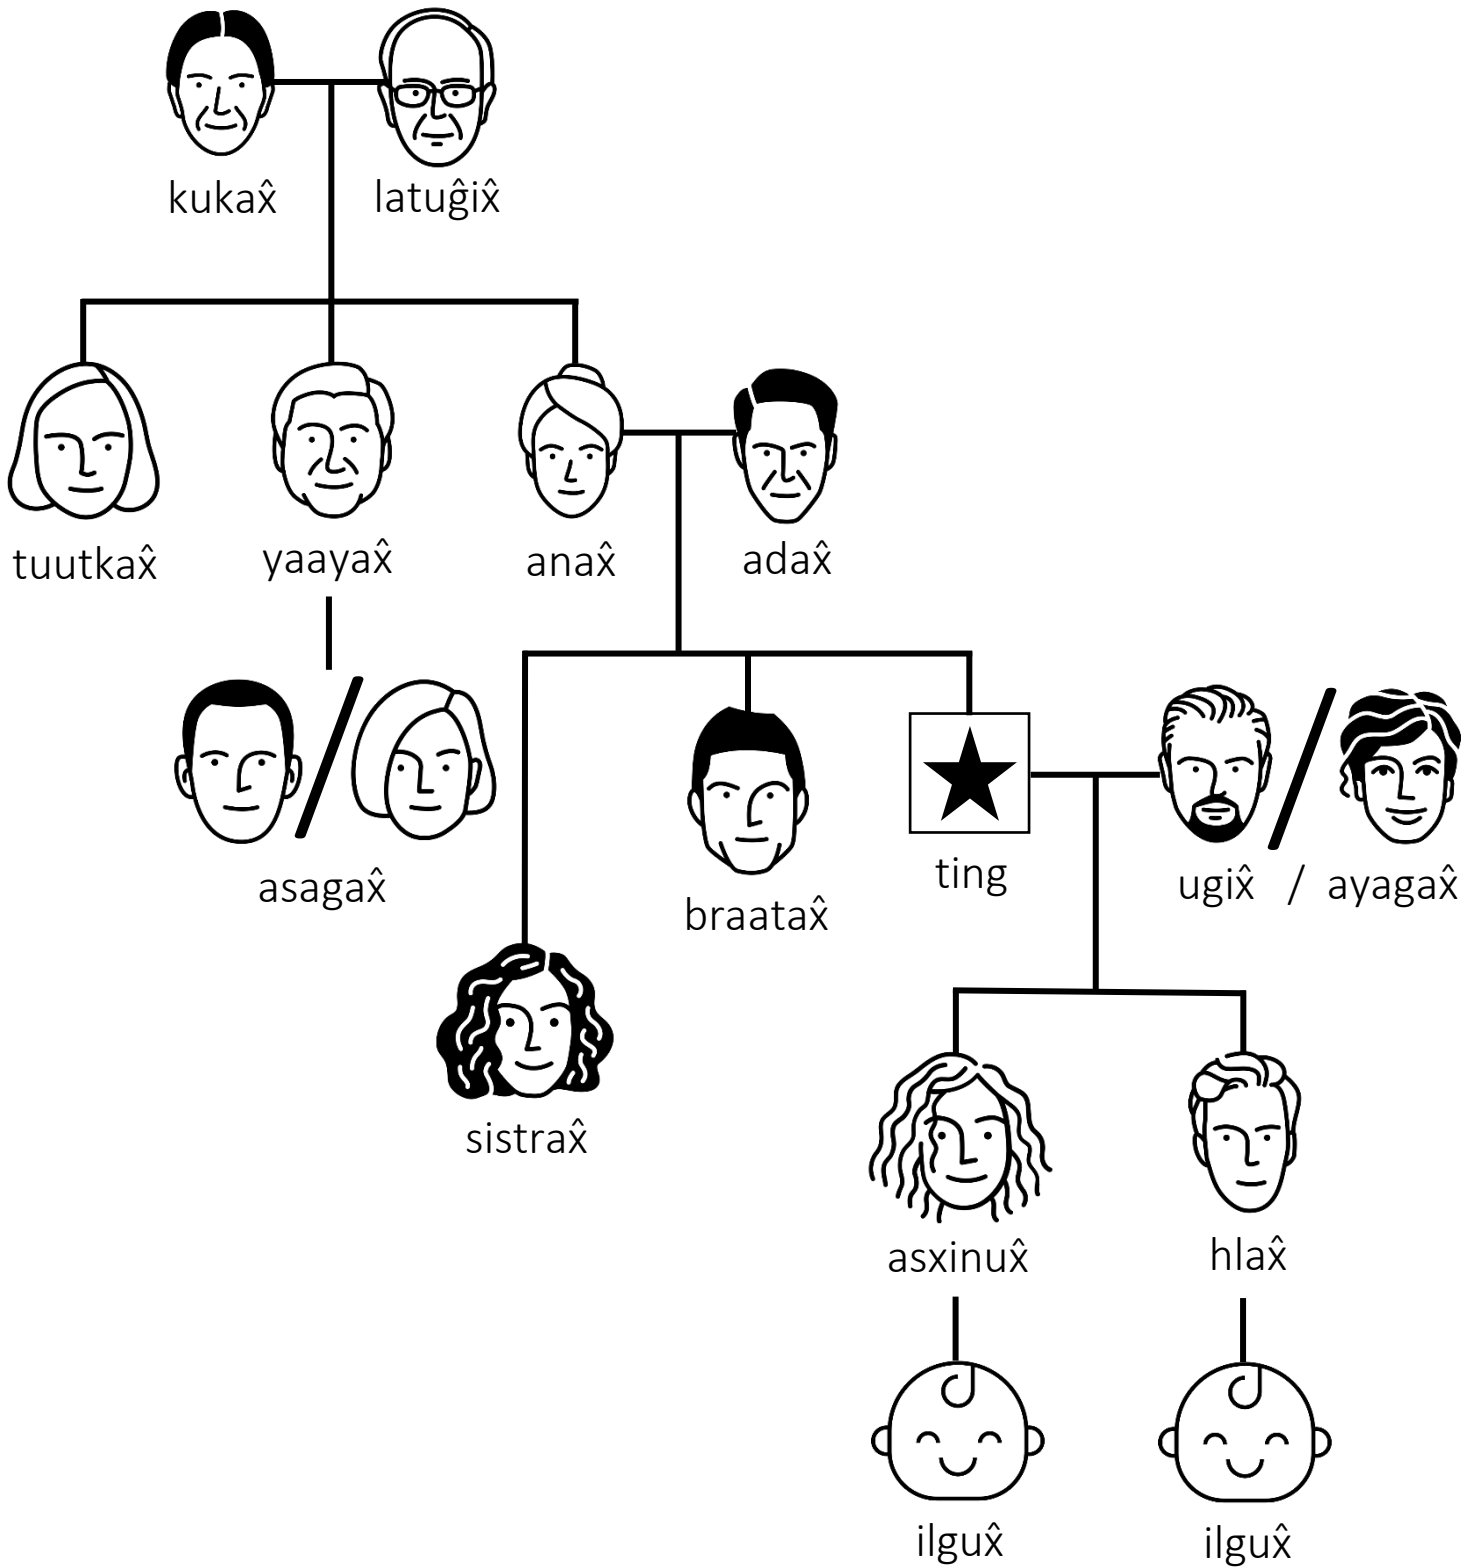 kukax̂ latuĝix̂
tuutkax̂ yaayax̂ anax̂ adax̂
asagax̂ braatax̂ ting ugix̂ / ayagax̂
sistrax̂
asxinux̂ hlax̂
ilgux̂ ilgux̂